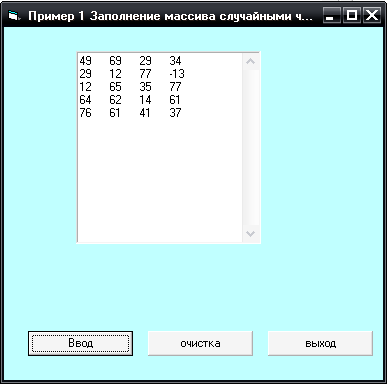 Пример 1 Заполнение массива случайными ч...
49 69 29 34
29 12 77 -13
12 65 35 77
64 62 14 61
76 61 41 37
Ввод очистка выход